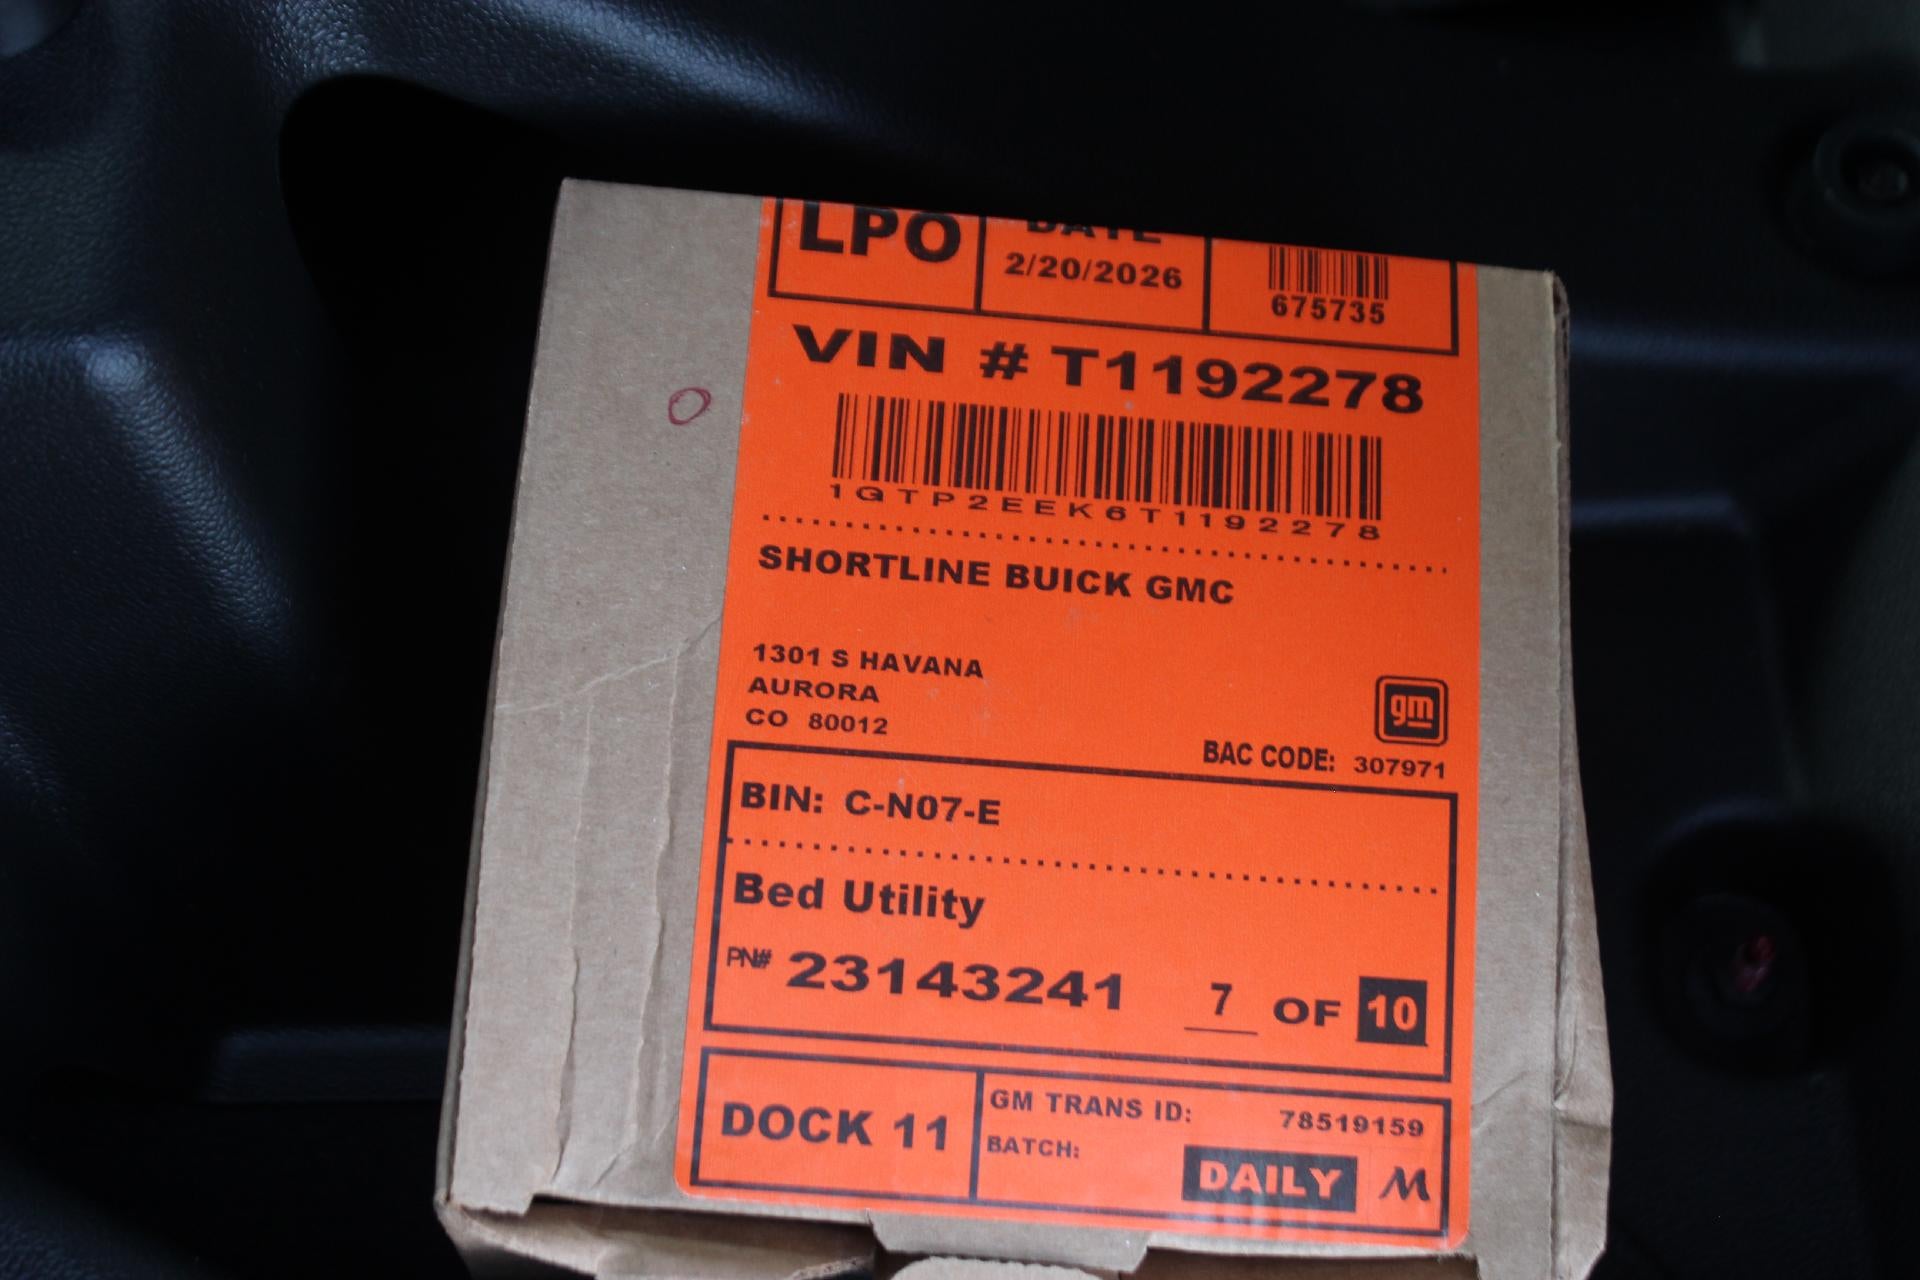 LPO
DATE
2/20/2026
675735
VIN # T1192278
1GTP2EEK6T1192278
SHORTLINE BUICK GMC
1301 S HAVANA
AURORA
CO 80012
gm
BAC CODE: 307971
BIN: C-N07-E
Bed Utility
PN# 23143241 7 OF 10
DOCK 11
GM TRANS ID: 78519159
BATCH: DAILY M